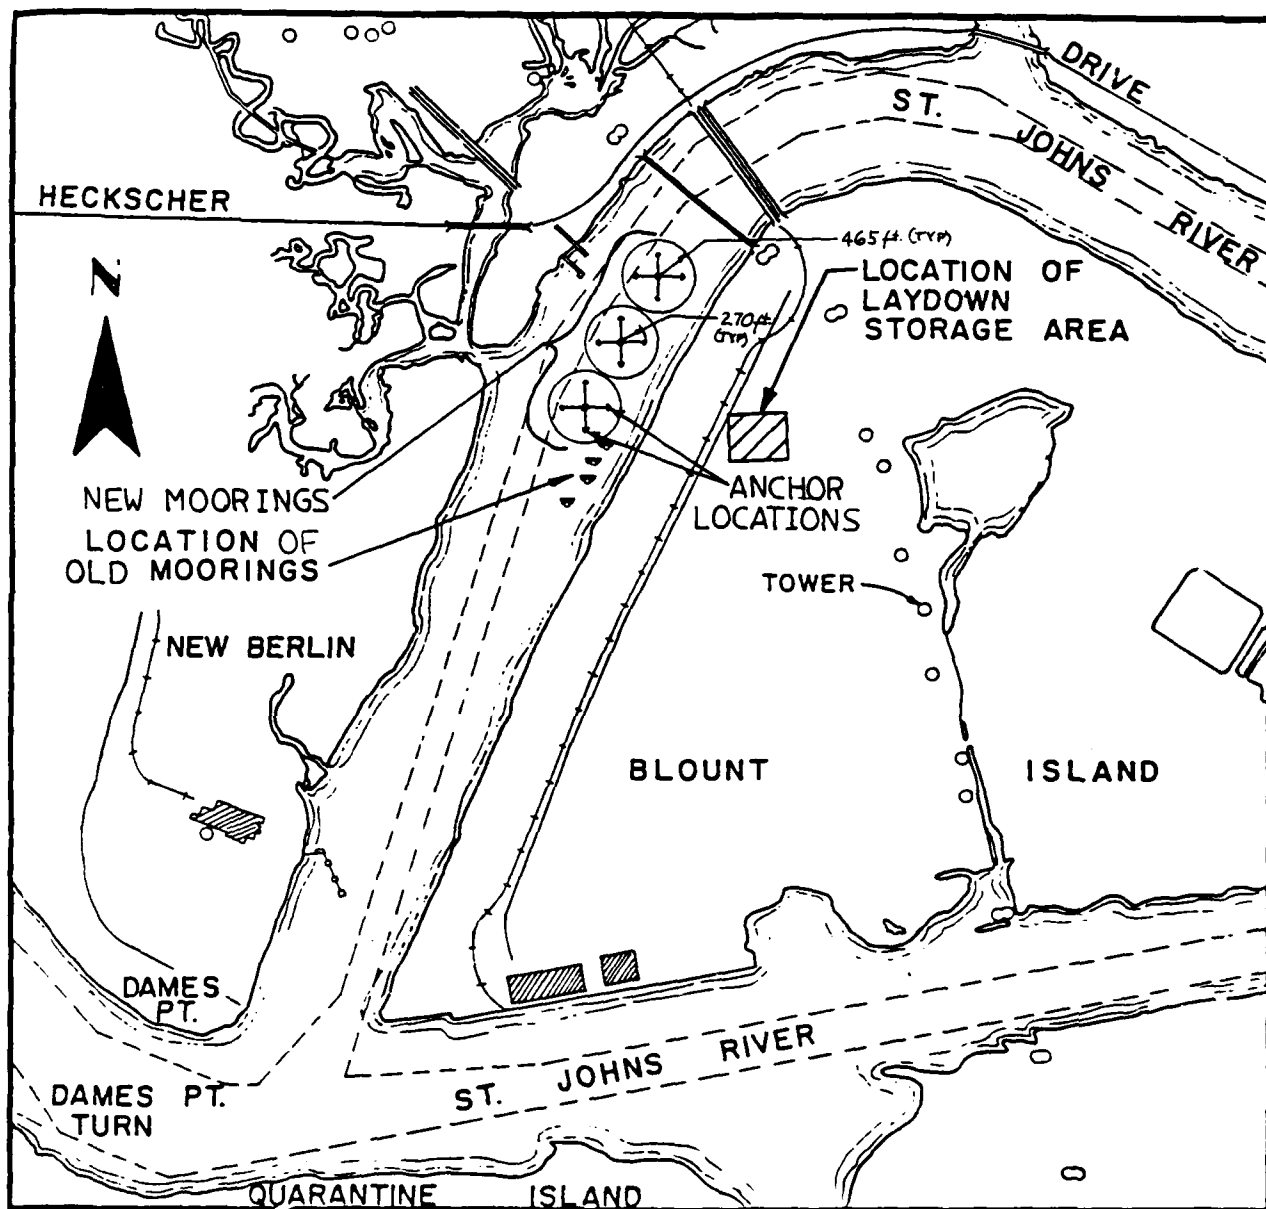 DRIVE
ST. JOHNS RIVER
HECKSCHER
N
465 ft. (TYP)
LOCATION OF
LAYDOWN
STORAGE AREA
270 ft.
(TYP)
NEW MOORINGS
LOCATION OF
OLD MOORINGS
ANCHOR
LOCATIONS
TOWER
NEW BERLIN
BLOUNT ISLAND
DAMES
PT.
ST. JOHNS RIVER
DAMES PT.
TURN
QUARANTINE ISLAND